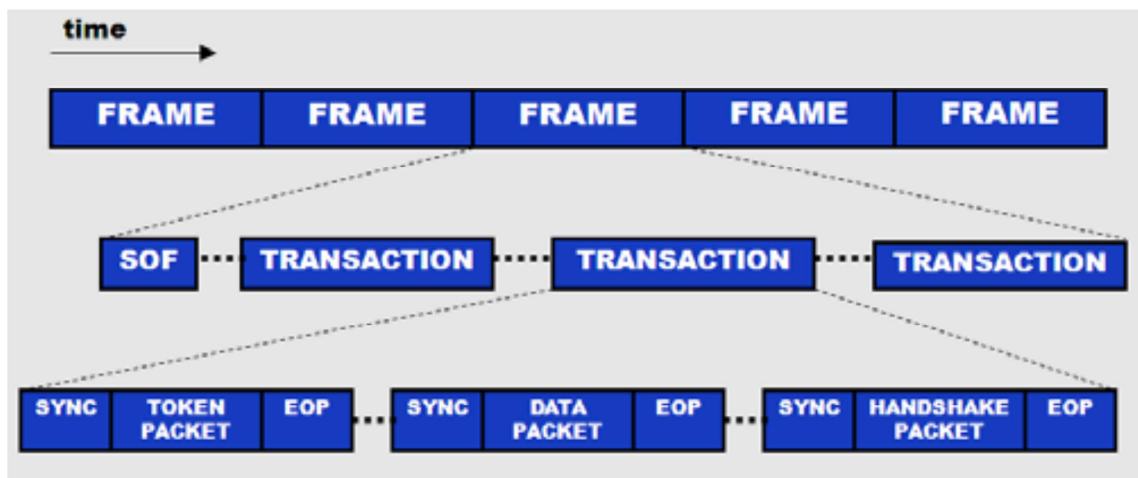 time
FRAME FRAME FRAME FRAME FRAME
SOF TRANSACTION TRANSACTION TRANSACTION
SYNC TOKEN PACKET EOP SYNC DATA PACKET EOP SYNC HANDSHAKE PACKET EOP